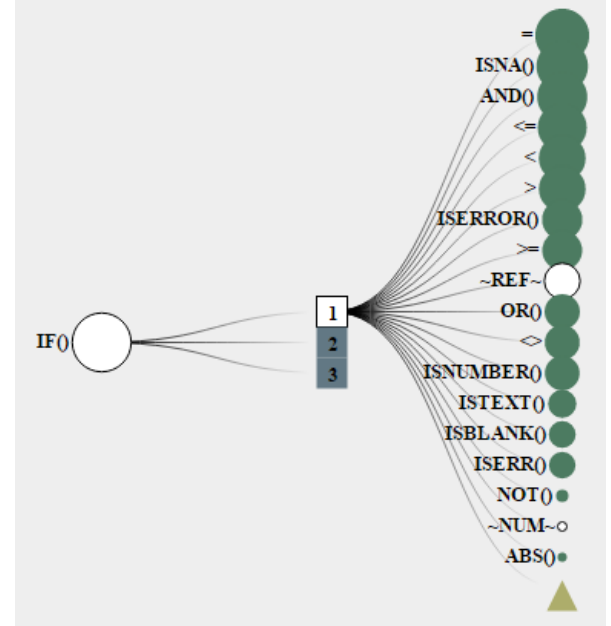 =
ISNA()
AND()
<=
<
>
ISERROR()
>=
~REF~
OR()
<>
ISNUMBER()
ISTEXT()
ISBLANK()
ISERR()
NOT()
~NUM~
ABS()
IF()
1
2
3